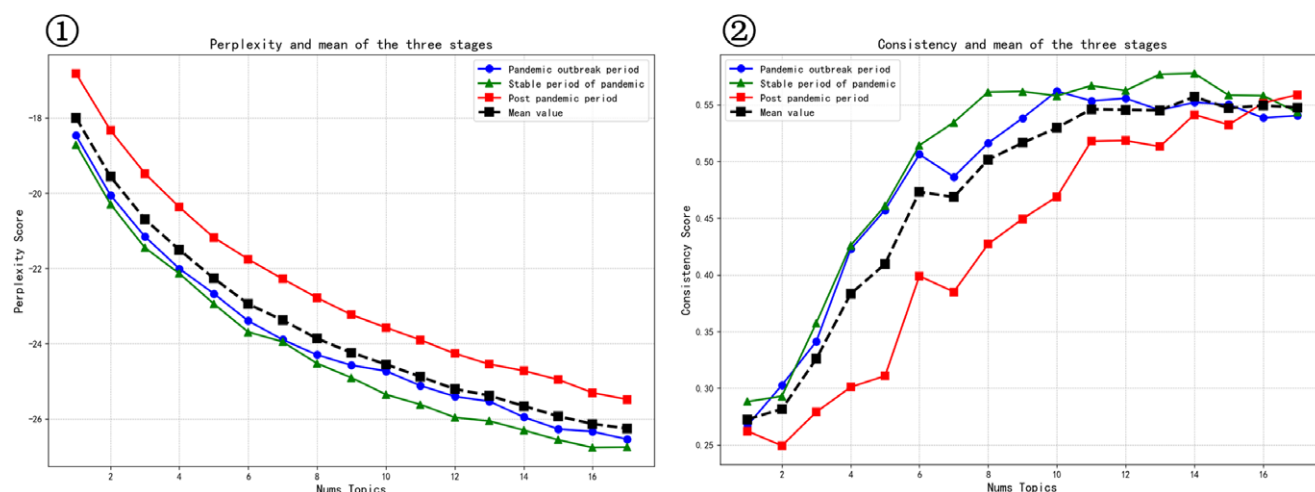 ①
Perplexity and mean of the three stages
Pandemic outbreak period
Stable period of pandemic
Post pandemic period
Mean value
Perplexity Score
-18
-20
-22
-24
-26
2 4 6 8 10 12 14 16
Nums Topics
②
Consistency and mean of the three stages
Pandemic outbreak period
Stable period of pandemic
Post pandemic period
Mean value
Consistency Score
0.55
0.50
0.45
0.40
0.35
0.30
0.25
2 4 6 8 10 12 14 16
Nums Topics